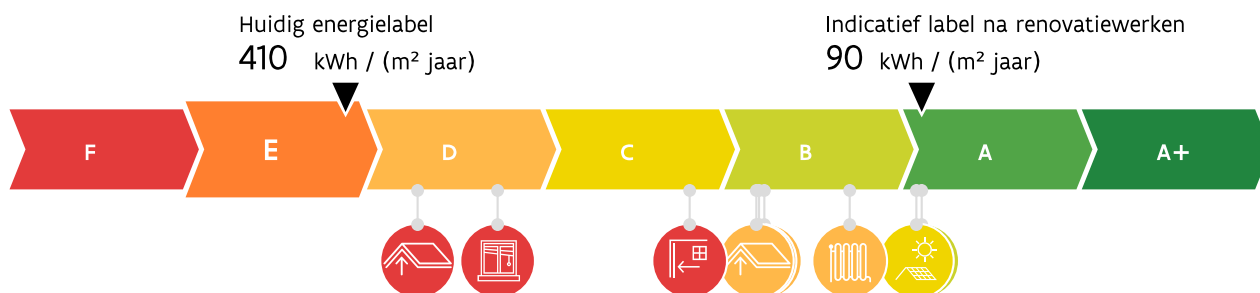 Huidig energielabel
410 kWh / (m² jaar)
Indicatief label na renovatiewerken
90 kWh / (m² jaar)
F E D C B A A+